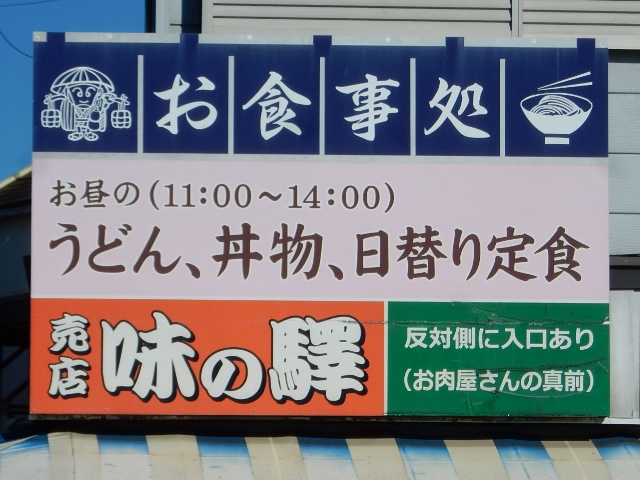 お食事処
お昼の(11:00～14:00)
うどん、丼物、日替り定食
売店 味の驛
反対側に入口あり
(お肉屋さんの真前)